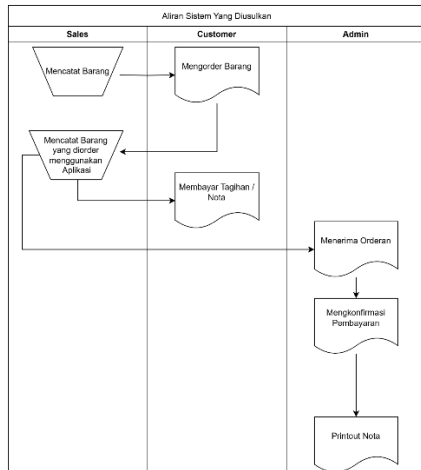 Aliran Sistem Yang Diusulkan
Sales
Customer
Admin
Mencatat Barang
Mengorder Barang
Mencatat Barang
yang diorder
menggunakan
Aplikasi
Membayar Tagihan /
Nota
Menerima Orderan
Mengkonfirmasi
Pembayaran
Printout Nota